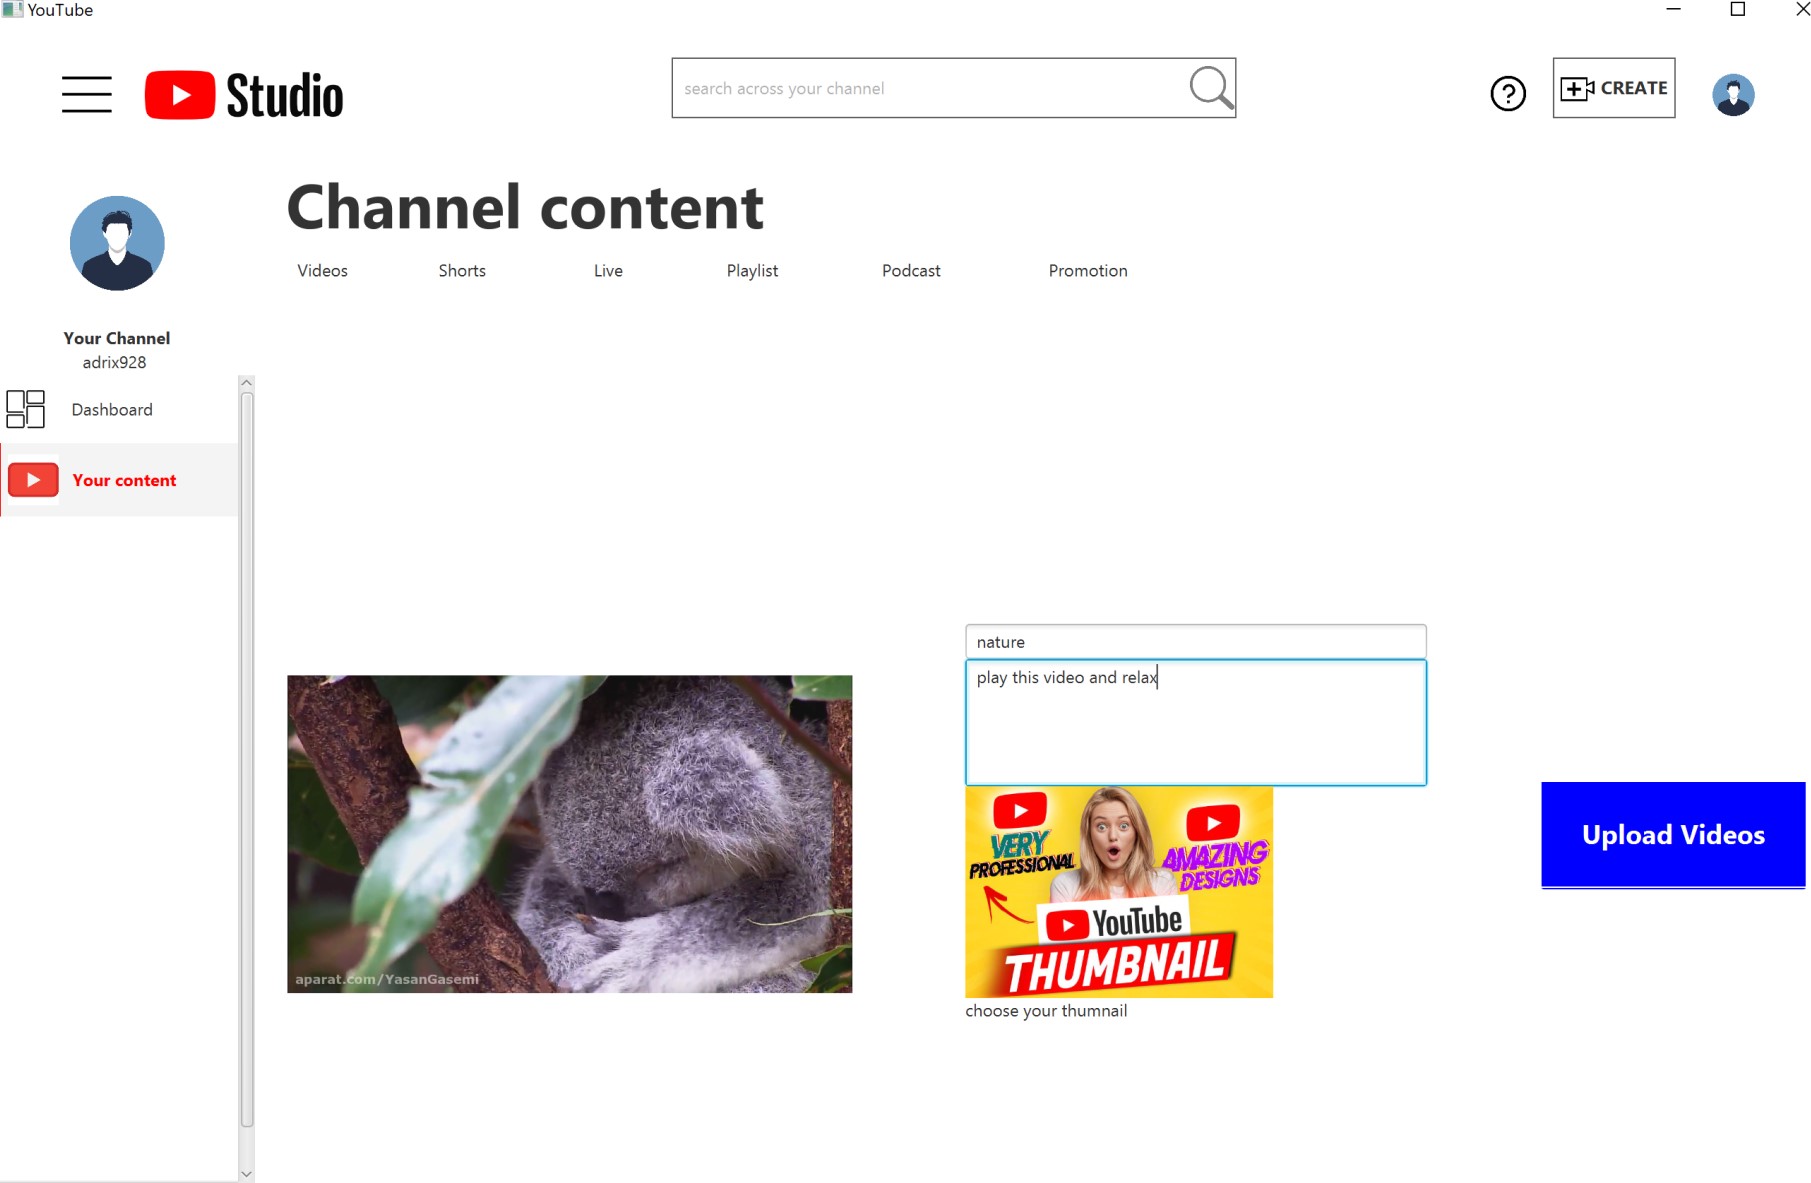 YouTube
Studio
search across your channel
?
CREATE
Channel content
Videos Shorts Live Playlist Podcast Promotion
Your Channel
adrix928
Dashboard
Your content
nature
play this video and relax
aparat.com/YasanGasemi
VERY
PROFESSIONAL
AMAZING
DESIGNS
YouTube
THUMBNAIL
choose your thumnail
Upload Videos